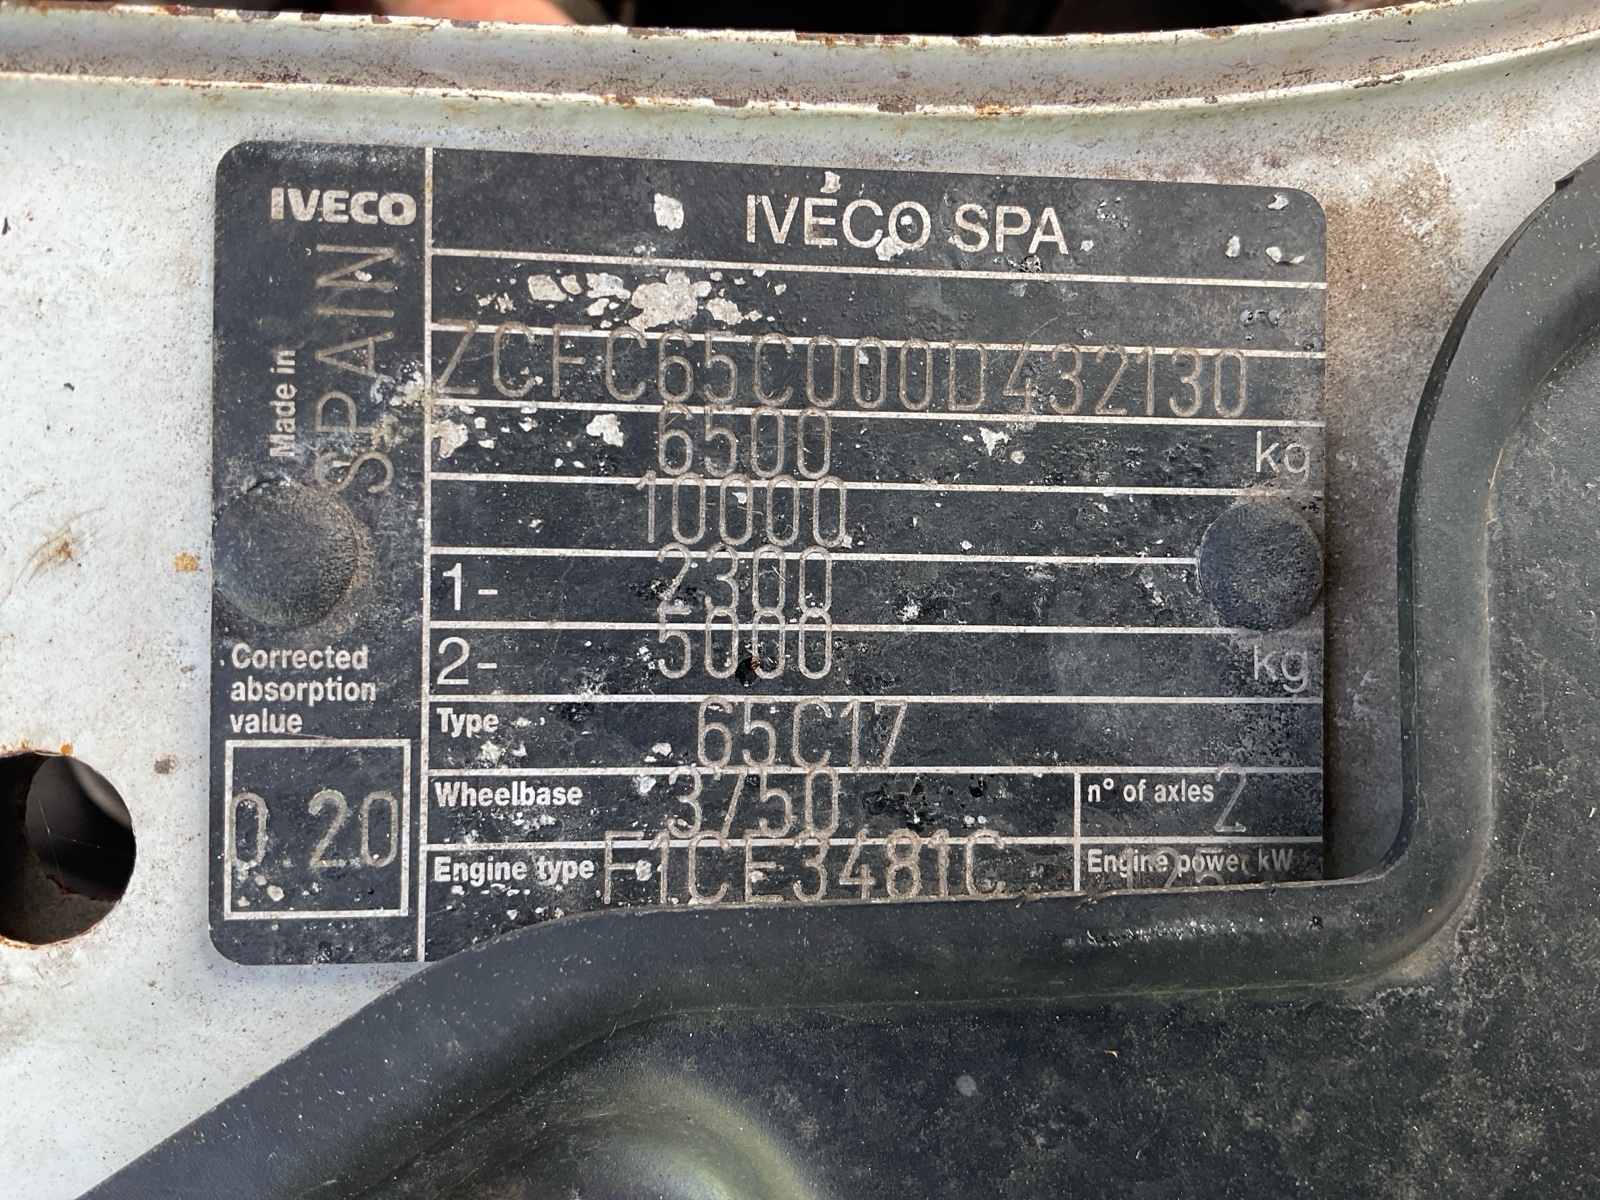 IVECO
IVECO SPA
Made in
SPAIN
ZCFC65C000D432130
6500 kg
10000
1- 2300
2- 5000 kg
Corrected
absorption
value
0.20
Type 65C17
Wheelbase 3750 n° of axles 2
Engine type F1CE3481C Engine power kW